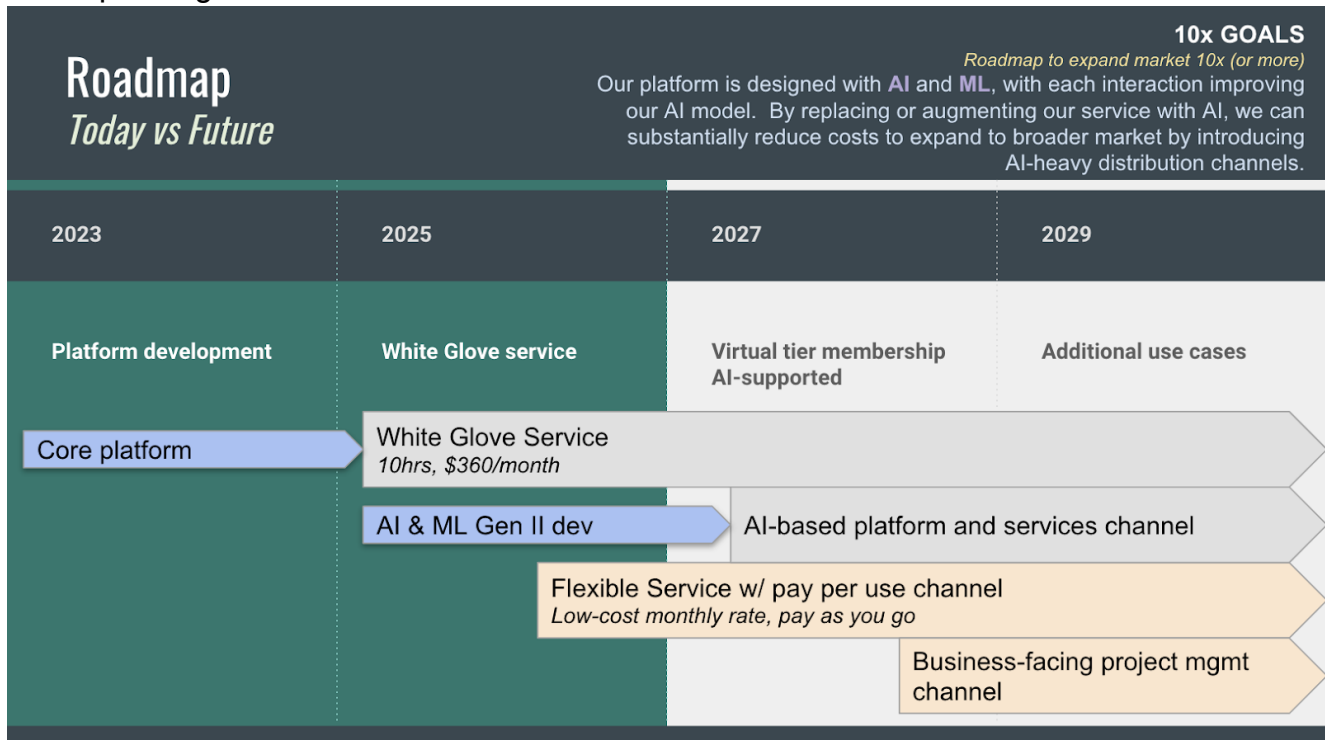 Roadmap
Today vs Future
10x GOALS
Roadmap to expand market 10x (or more)
Our platform is designed with AI and ML, with each interaction improving
our AI model.  By replacing or augmenting our service with AI, we can
substantially reduce costs to expand to broader market by introducing
AI-heavy distribution channels.
2023
2025
2027
2029
Platform development
White Glove service
Virtual tier membership
AI-supported
Additional use cases
Core platform
White Glove Service
10hrs, $360/month
AI & ML Gen II dev
AI-based platform and services channel
Flexible Service w/ pay per use channel
Low-cost monthly rate, pay as you go
Business-facing project mgmt
channel